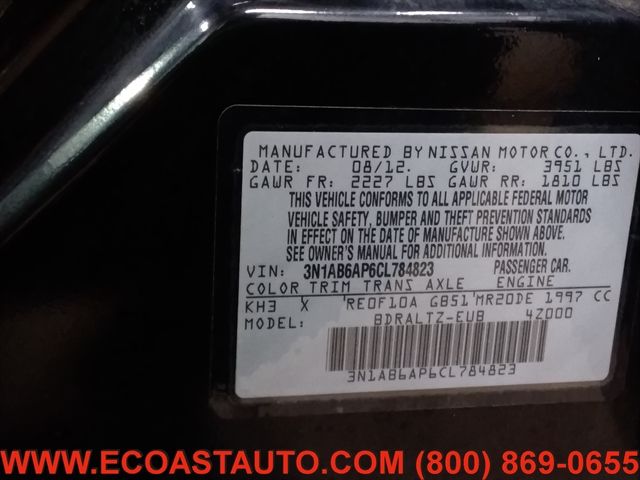 MANUFACTURED BY NISSAN MOTOR CO., LTD.
DATE: 08/12. GVWR: 3951 LBS
GAWR FR: 2227 LBS GAWR RR: 1810 LBS
THIS VEHICLE CONFORMS TO ALL APPLICABLE FEDERAL MOTOR
VEHICLE SAFETY, BUMPER AND THEFT PREVENTION STANDARDS
IN EFFECT ON THE DATE OF MANUFACTURE SHOWN ABOVE.
SEE OWNER'S MANUAL FOR ADDITIONAL INFORMATION.
VIN: 3N1AB6AP6CL784823 PASSENGER CAR.
COLOR TRIM TRANS AXLE ENGINE
KH3 X RE0F10A GB51 MR20DE 1997 CC
MODEL: BDRALTZ-EUB 4Z000
3N1AB6AP6CL784823
WWW.ECOASTAUTO.COM (800) 869-0655